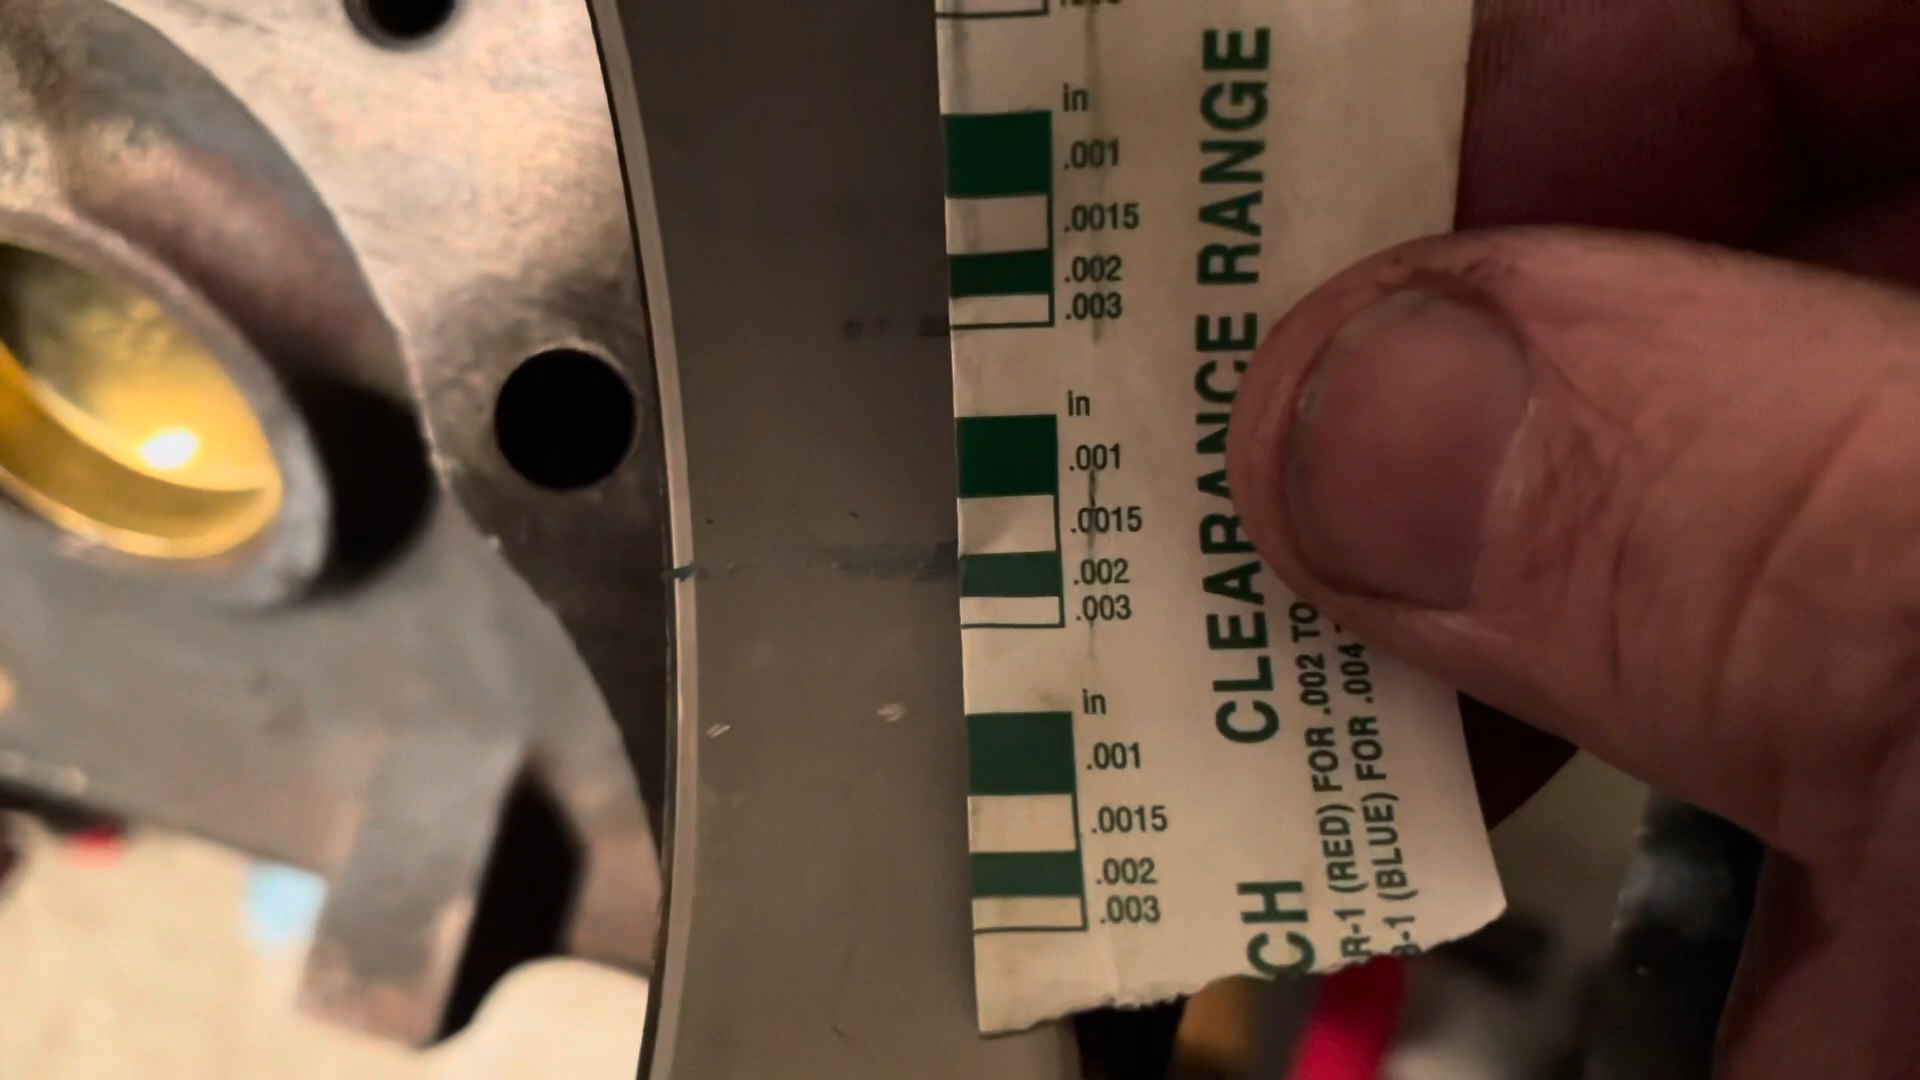 in
.001
.0015
.002
.003
in
.001
.0015
.002
.003
in
.001
.0015
.002
.003
CLEARANCE RANGE
(RED) FOR .002 TO
(BLUE) FOR .004